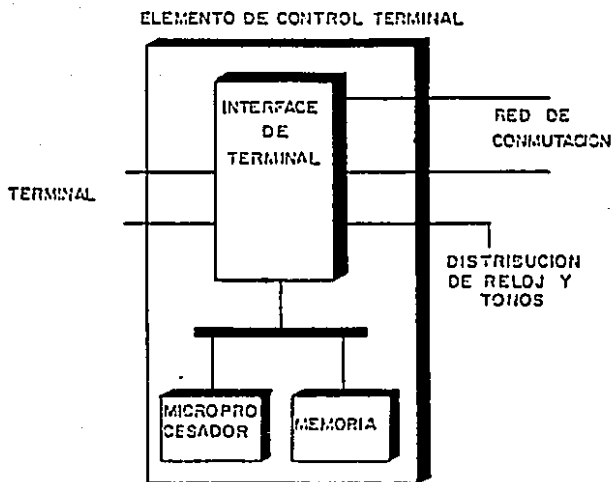 ELEMENTO DE CONTROL TERMINAL
INTERFACE
DE
TERMINAL
RED DE
CONMUTACION
TERMINAL
DISTRIBUCION
DE RELOJ Y
TONOS
MICROPRO
CESADOR
MEMORIA